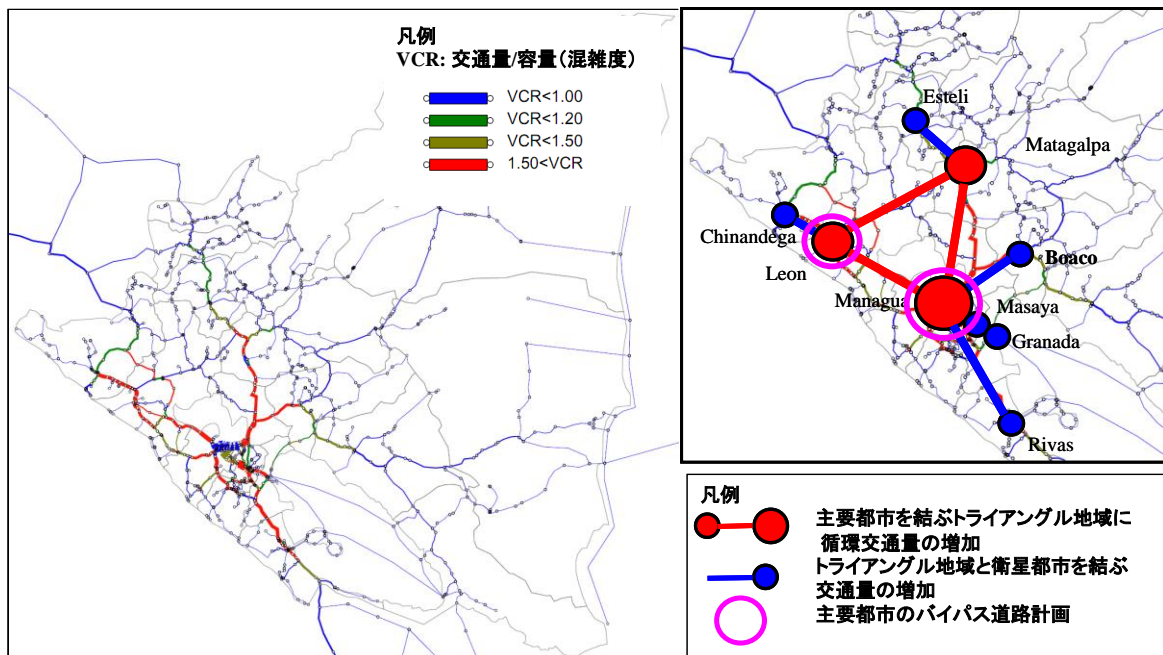 凡例
VCR: 交通量/容量(混雑度)
VCR<1.00
VCR<1.20
VCR<1.50
1.50<VCR
Esteli
Matagalpa
Chinandega
Leon
Boaco
Managua
Masaya
Granada
Rivas
凡例
主要都市を結ぶトライアングル地域に
循環交通量の増加
トライアングル地域と衛星都市を結ぶ
交通量の増加
主要都市のバイパス道路計画